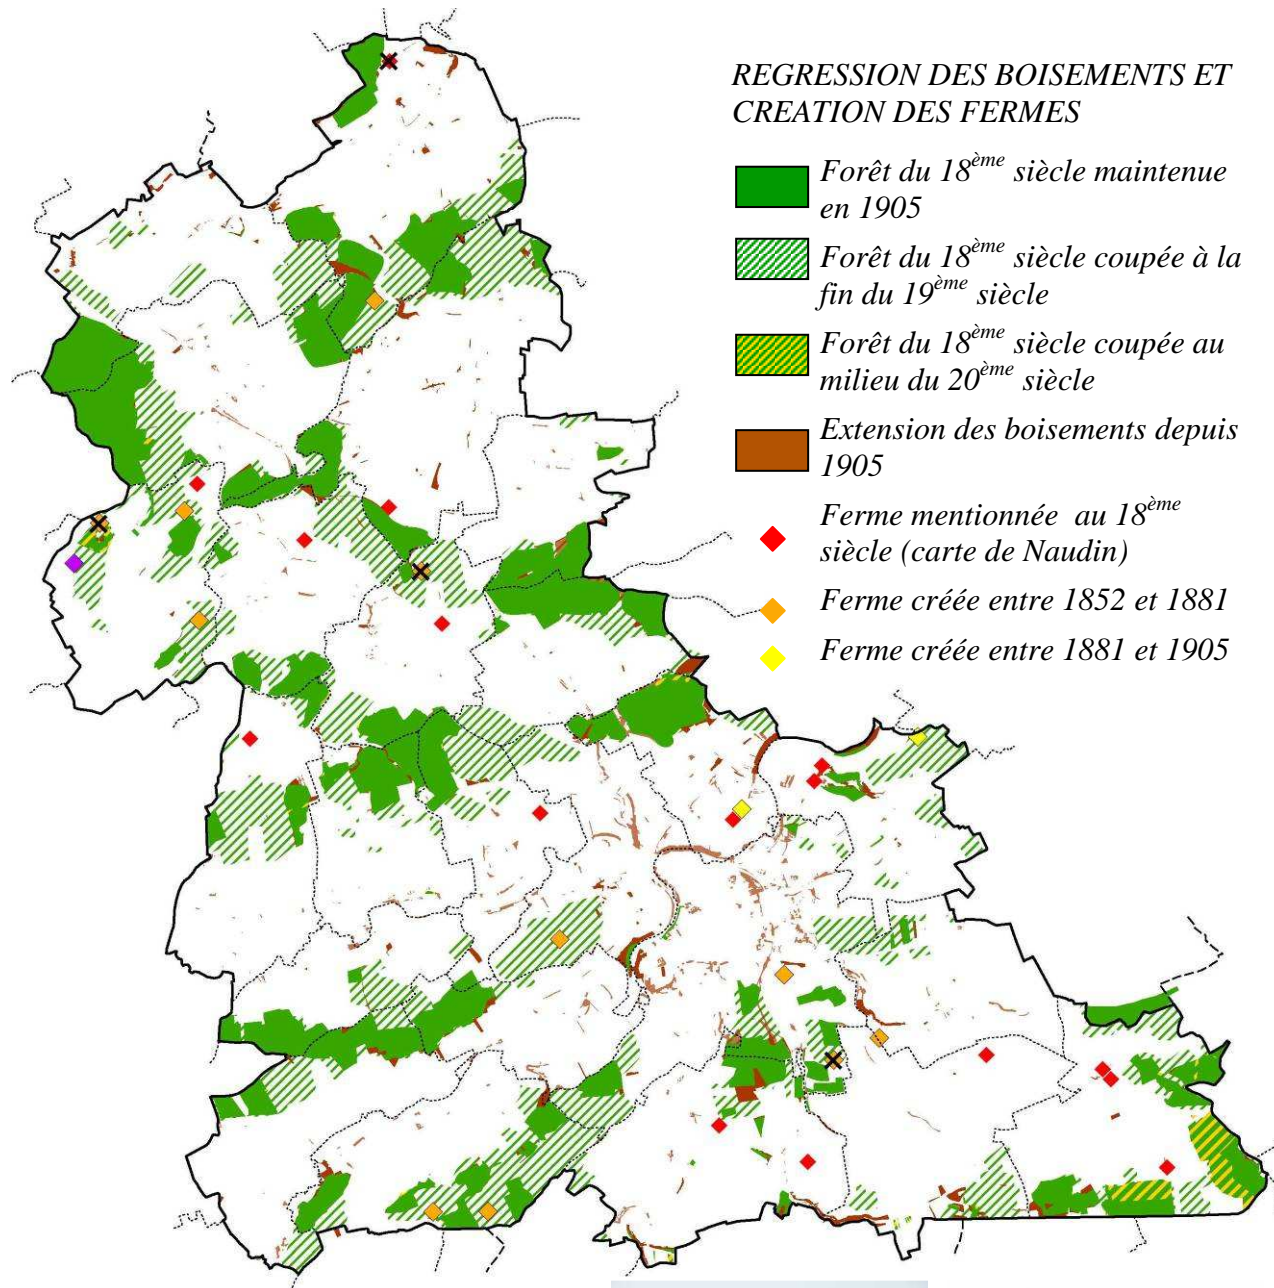 REGRESSION DES BOISEMENTS ET
CREATION DES FERMES
Forêt du 18ème siècle maintenue
en 1905
Forêt du 18ème siècle coupée à la
fin du 19ème siècle
Forêt du 18ème siècle coupée au
milieu du 20ème siècle
Extension des boisements depuis
1905
Ferme mentionnée au 18ème
siècle (carte de Naudin)
Ferme créée entre 1852 et 1881
Ferme créée entre 1881 et 1905